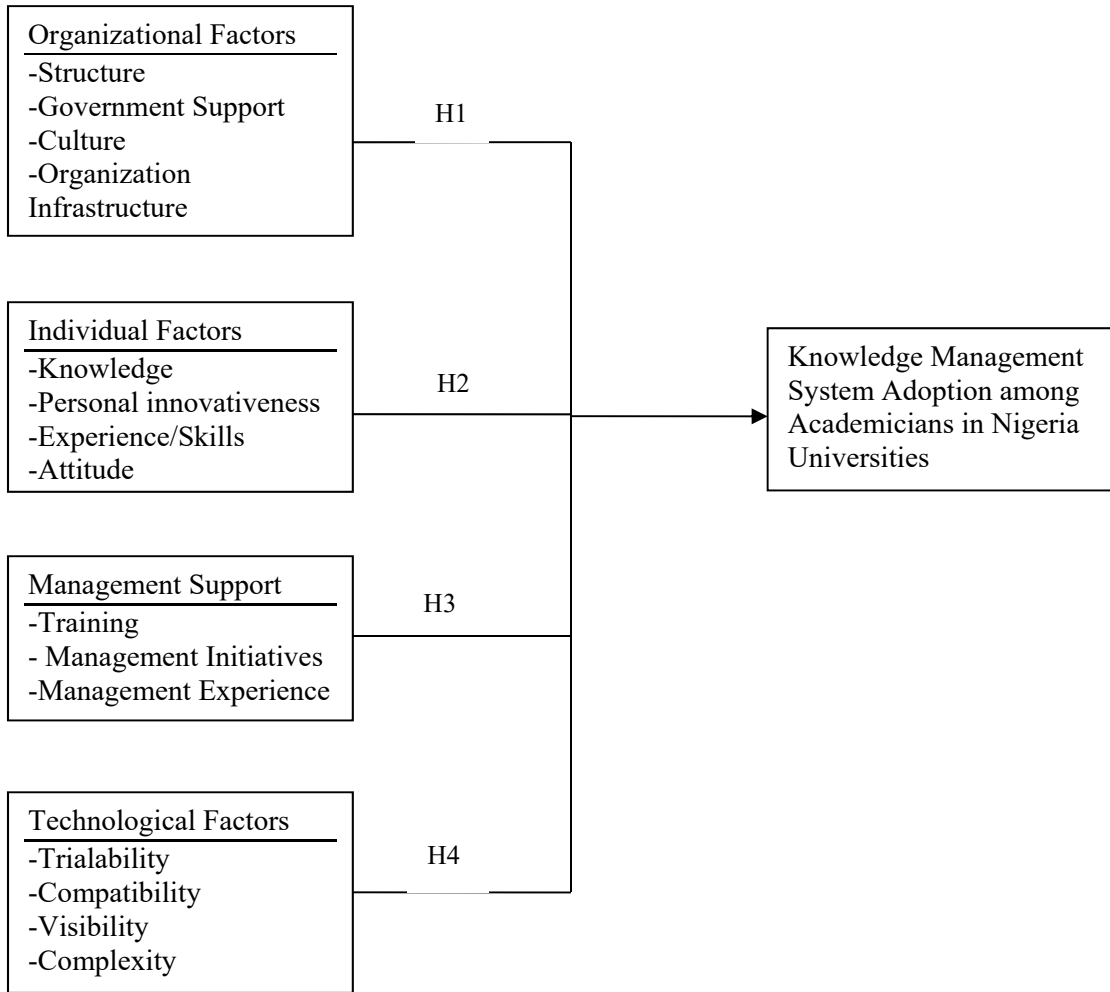 Organizational Factors
-Structure
-Government Support
-Culture
-Organization
Infrastructure
H1
Individual Factors
-Knowledge
-Personal innovativeness
-Experience/Skills
-Attitude
H2
Knowledge Management
System Adoption among
Academicians in Nigeria
Universities
Management Support
-Training
- Management Initiatives
-Management Experience
H3
Technological Factors
-Trialability
-Compatibility
-Visibility
-Complexity
H4